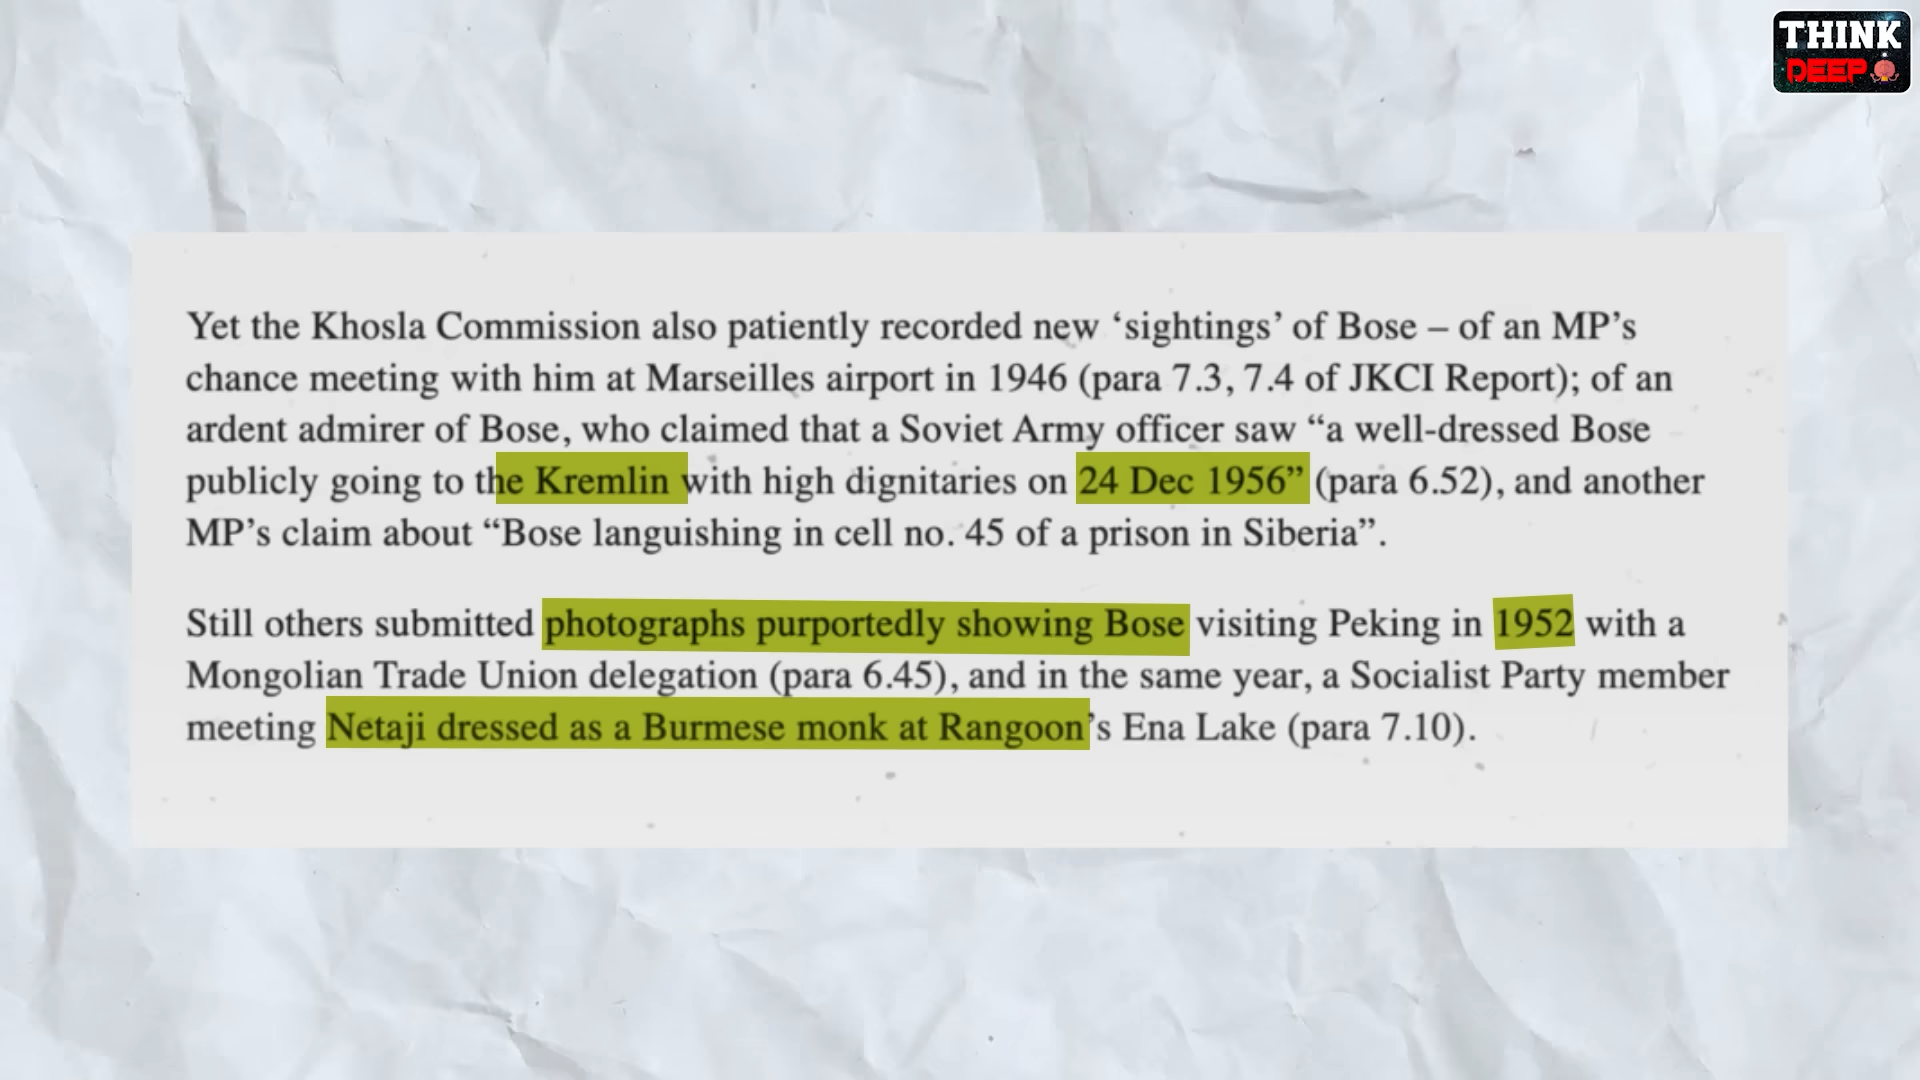 THINK
DEEP
Yet the Khosla Commission also patiently recorded new ‘sightings’ of Bose – of an MP’s
chance meeting with him at Marseilles airport in 1946 (para 7.3, 7.4 of JKCI Report); of an
ardent admirer of Bose, who claimed that a Soviet Army officer saw “a well-dressed Bose
publicly going to the Kremlin with high dignitaries on 24 Dec 1956” (para 6.52), and another
MP’s claim about “Bose languishing in cell no. 45 of a prison in Siberia”.
Still others submitted photographs purportedly showing Bose visiting Peking in 1952 with a
Mongolian Trade Union delegation (para 6.45), and in the same year, a Socialist Party member
meeting Netaji dressed as a Burmese monk at Rangoon’s Ena Lake (para 7.10).